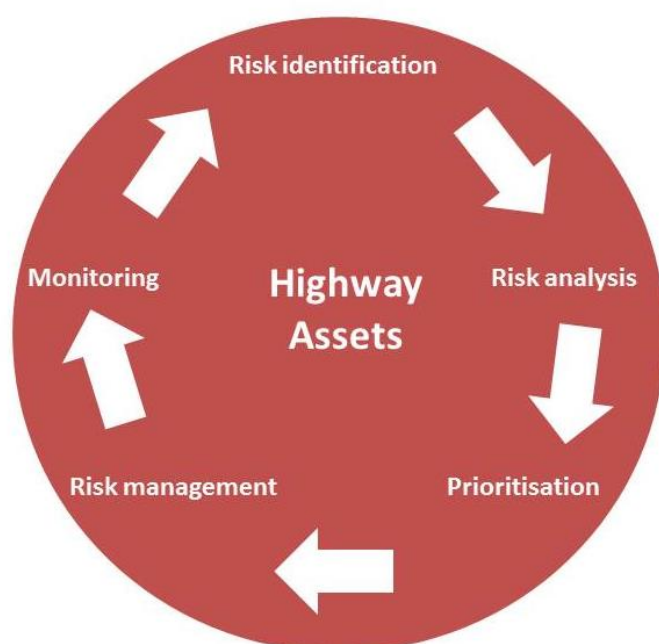 Risk identification
Monitoring
Highway
Assets
Risk analysis
Risk management
Prioritisation